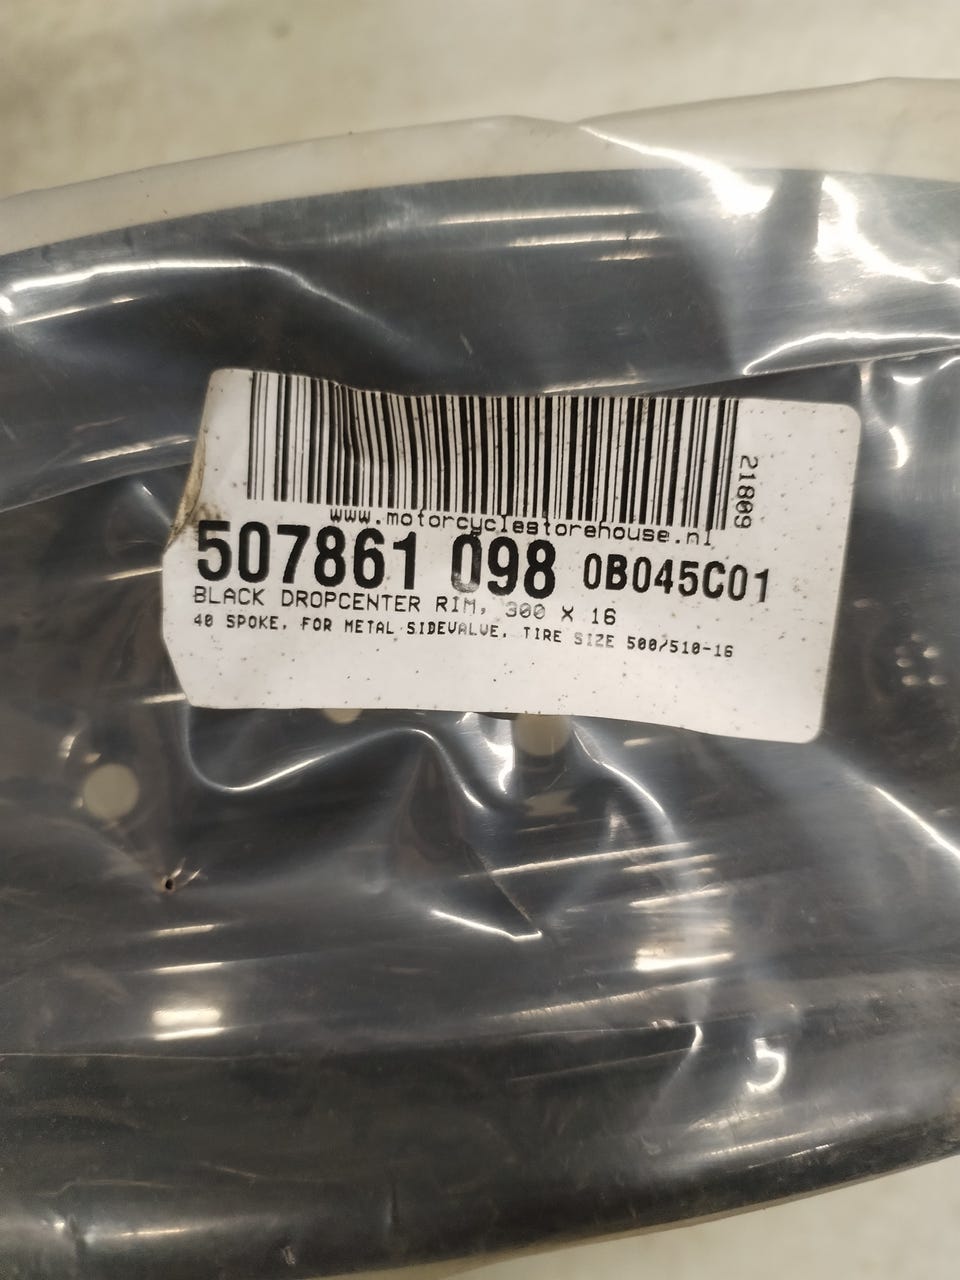 21809
www.motorcyclestorehouse.nl
507861 098 0B045C01
BLACK DROPCENTER RIM, 300 X 16
40 SPOKE, FOR METAL SIDEVALVE, TIRE SIZE 500/510-16